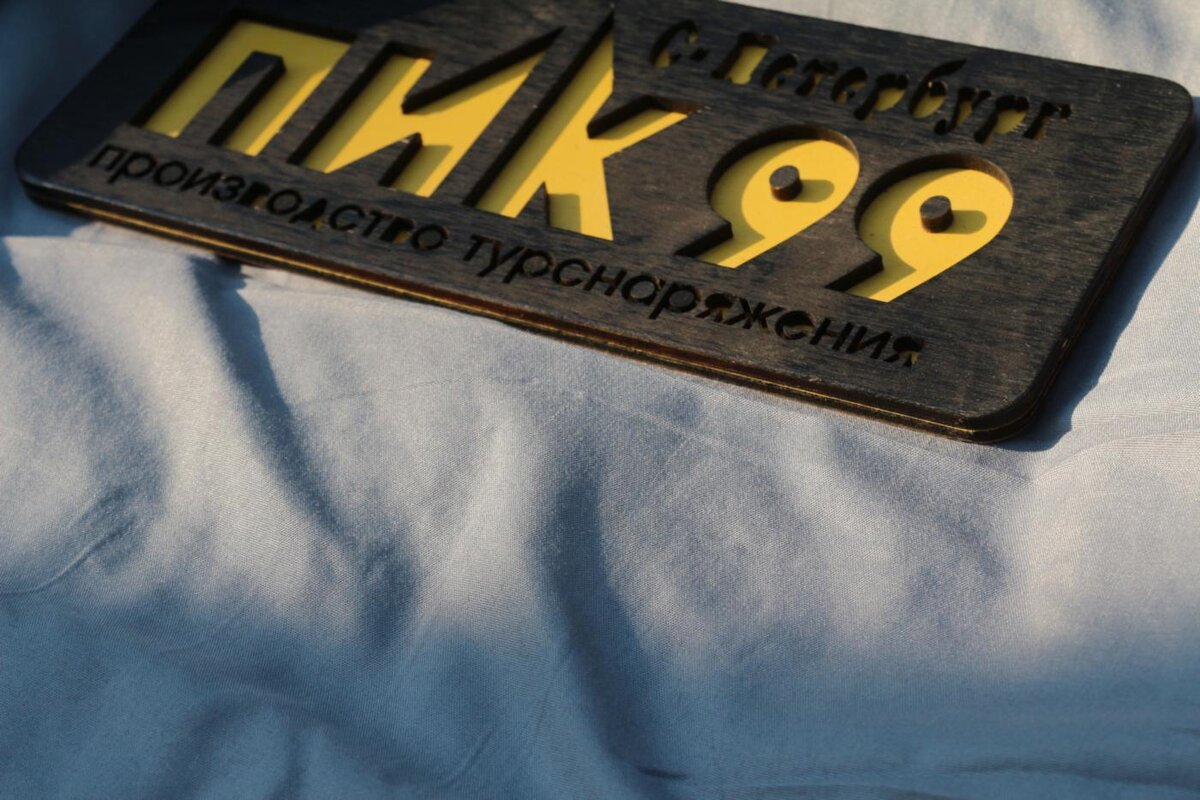 С-Петербург
ПИК 99
производство турснаряжения